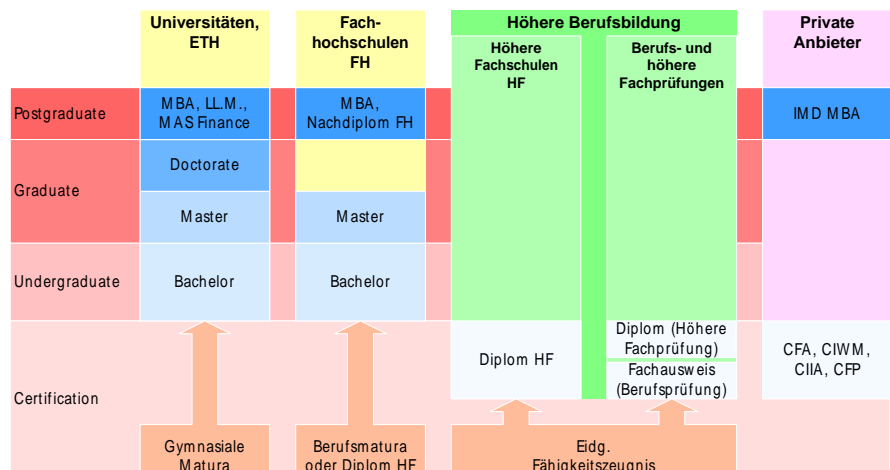 Universitäten,
ETH
Fach-
hochschulen
FH
Höhere Berufsbildung
Höhere
Fachschulen
HF
Berufs- und
höhere
Fachprüfungen
Private
Anbieter
Postgraduate
MBA, LL.M.,
MAS Finance
MBA,
Nachdiplom FH
IMD MBA
Graduate
Doctorate
Master
Master
Undergraduate
Bachelor
Bachelor
Certification
Diplom HF
Diplom (Höhere
Fachprüfung)
Fachausweis
(Berufsprüfung)
CFA, CIWM,
CIIA, CFP
Gymnasiale
Matura
Berufsmatura
oder Diplom HF
Eidg.
Fähigkeitszeugnis